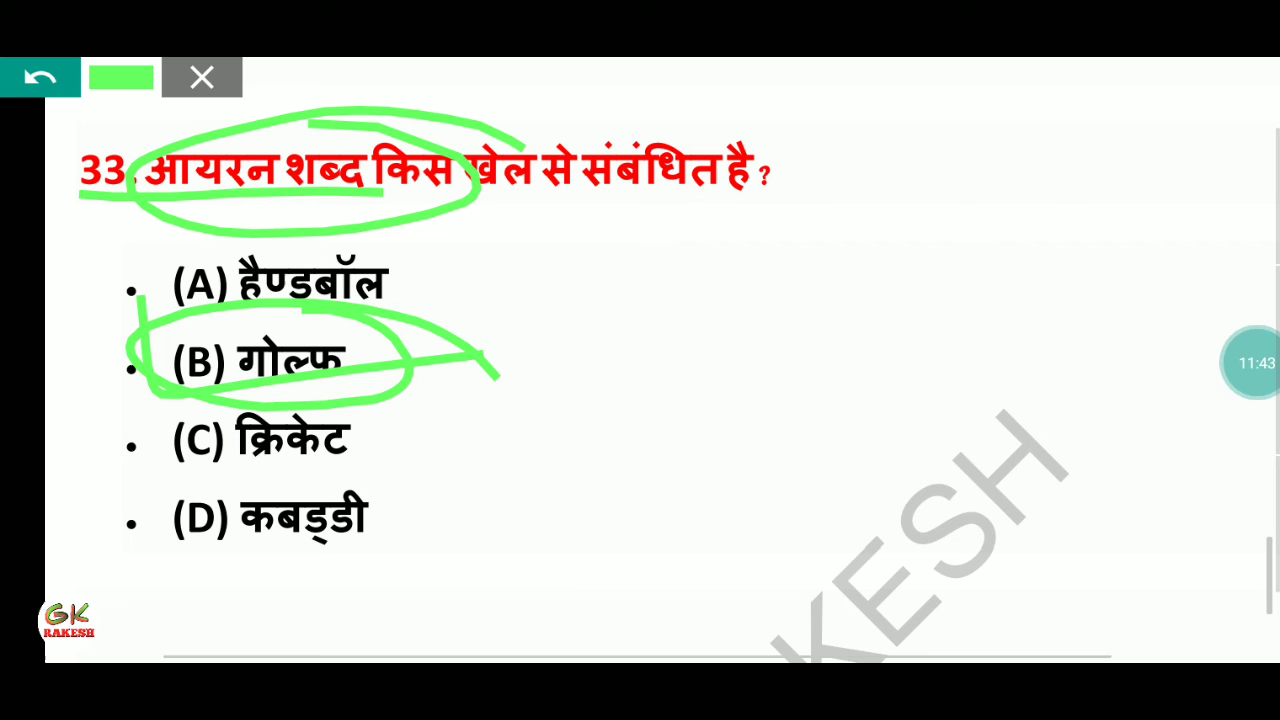 33. आयरन शब्द किस खेल से संबंधित है ?
. (A) हैण्डबॉल
. (B) गोल्फ
11:43
. (C) क्रिकेट
. (D) कबड्डी
KESH
GK
RAKESH